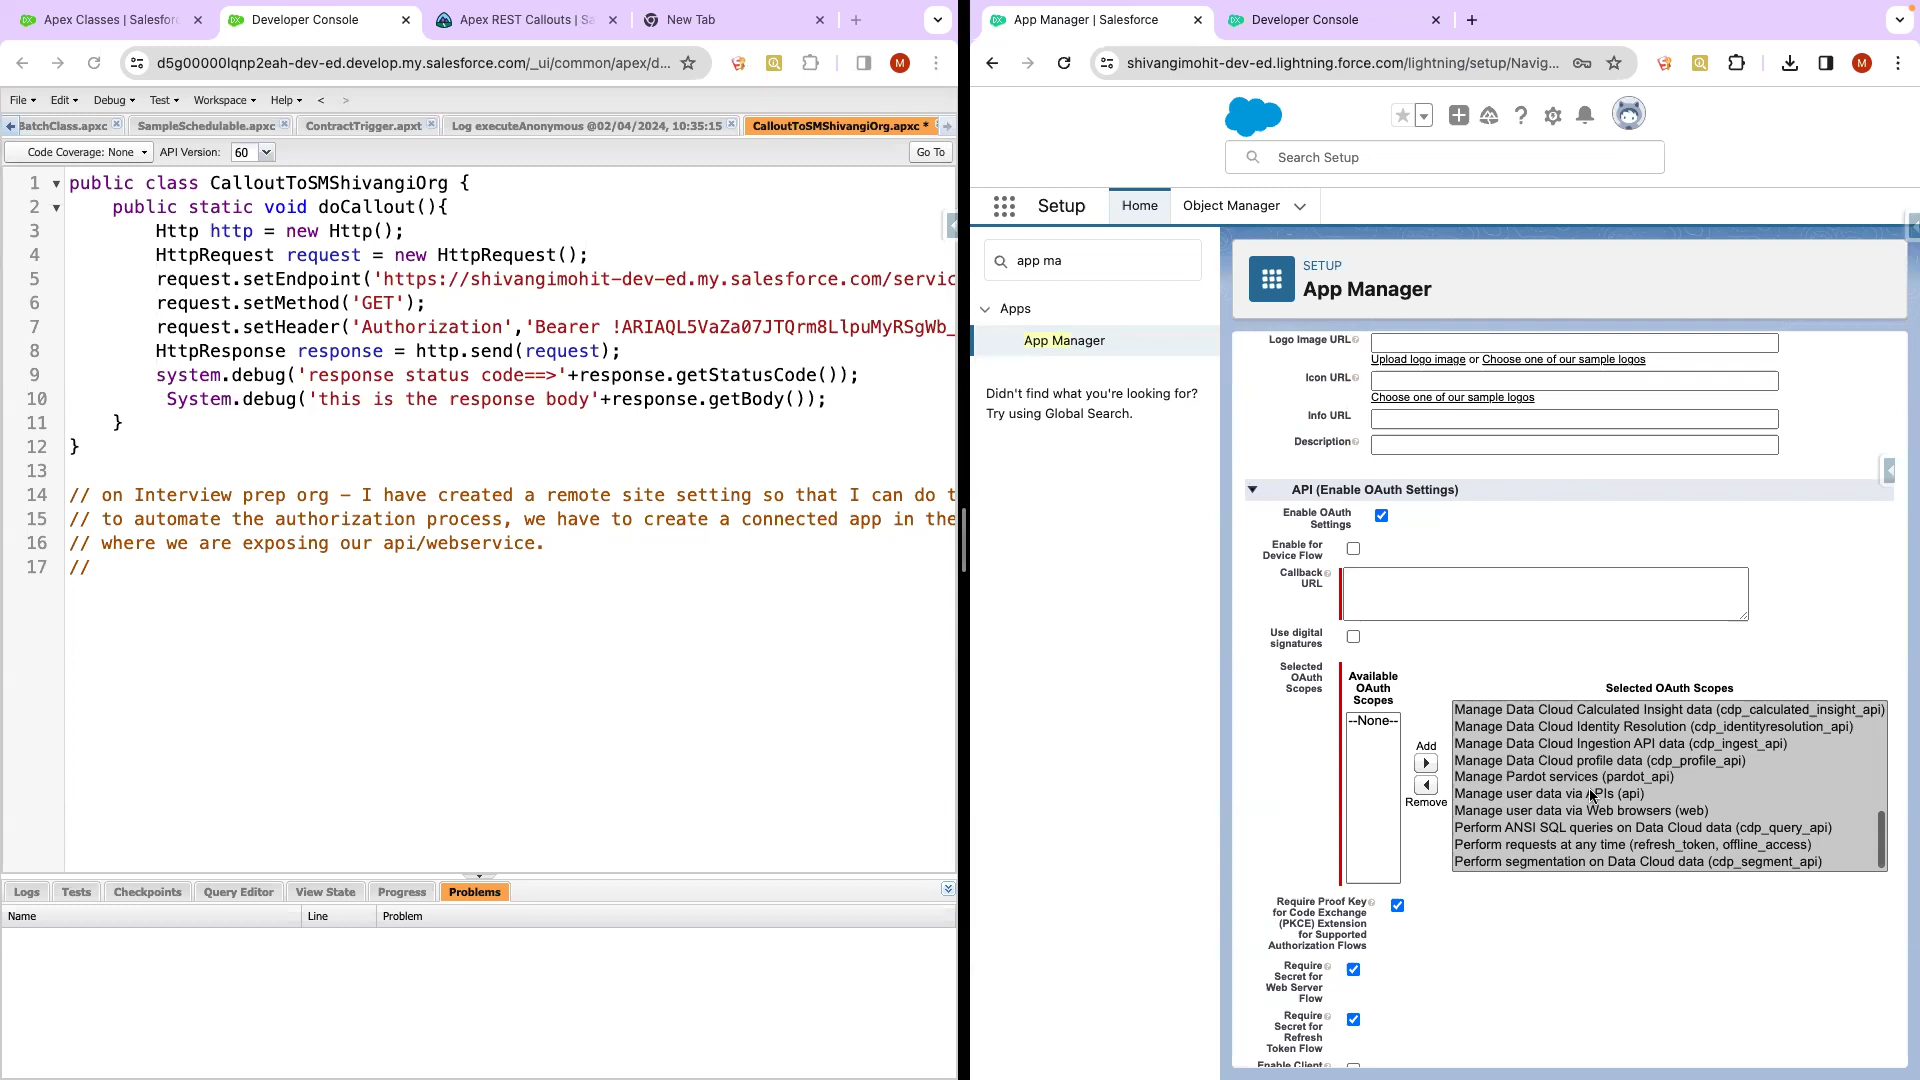 Apex Classes | Salesforc
Developer Console
Apex REST Callouts | Sa
New Tab
d5g00000lqnp2eah-dev-ed.develop.my.salesforce.com/_ui/common/apex/d...
M
File Edit Debug Test Workspace Help < >
BatchClass.apxc
SampleSchedulable.apxc
ContractTrigger.apxt
Log executeAnonymous @02/04/2024, 10:35:15
CalloutToSMShivangiOrg.apxc *
Code Coverage: None
API Version: 60
Go To
1 public class CalloutToSMShivangiOrg {
2 public static void doCallout(){
3 Http http = new Http();
4 HttpRequest request = new HttpRequest();
5 request.setEndpoint('https://shivangimohit-dev-ed.my.salesforce.com/servic
6 request.setMethod('GET');
7 request.setHeader('Authorization','Bearer !ARIAQL5VaZa07JTQrm8LlpuMyRSgWb_
8 HttpResponse response = http.send(request);
9 system.debug('response status code==>'+response.getStatusCode());
10 System.debug('this is the response body'+response.getBody());
11 }
12 }
13
14 // on Interview prep org – I have created a remote site setting so that I can do t
15 // to automate the authorization process, we have to create a connected app in the
16 // where we are exposing our api/webservice.
17 //
Logs Tests Checkpoints Query Editor View State Progress Problems
Name Line Problem
App Manager | Salesforce
Developer Console
shivangimohit-dev-ed.lightning.force.com/lightning/setup/Navig...
M
Search Setup
Setup
Home
Object Manager
app ma
Apps
App Manager
Didn't find what you're looking for?
Try using Global Search.
SETUP
App Manager
Logo Image URL
Upload logo image or Choose one of our sample logos
Icon URL
Choose one of our sample logos
Info URL
Description
API (Enable OAuth Settings)
Enable OAuth
Settings
Enable for
Device Flow
Callback
URL
Use digital
signatures
Selected
OAuth
Scopes
Available
OAuth
Scopes
--None--
Add
Remove
Selected OAuth Scopes
Manage Data Cloud Calculated Insight data (cdp_calculated_insight_api)
Manage Data Cloud Identity Resolution (cdp_identityresolution_api)
Manage Data Cloud Ingestion API data (cdp_ingest_api)
Manage Data Cloud profile data (cdp_profile_api)
Manage Pardot services (pardot_api)
Manage user data via APIs (api)
Manage user data via Web browsers (web)
Perform ANSI SQL queries on Data Cloud data (cdp_query_api)
Perform requests at any time (refresh_token, offline_access)
Perform segmentation on Data Cloud data (cdp_segment_api)
Require Proof Key
for Code Exchange
(PKCE) Extension
for Supported
Authorization Flows
Require
Secret for
Web Server
Flow
Require
Secret for
Refresh
Token Flow
Enable Client